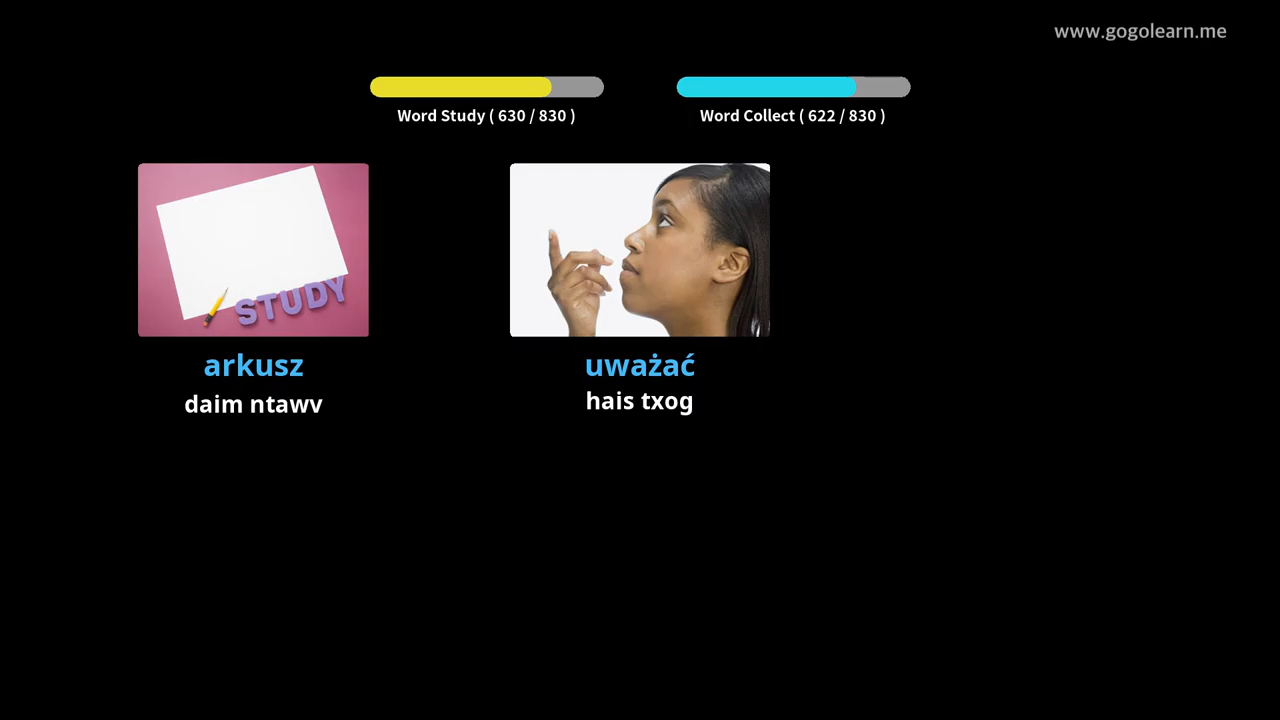 www.gogolearn.me
Word Study ( 630 / 830 )
Word Collect ( 622 / 830 )
STUDY
arkusz
daim ntawv
uważać
hais txog